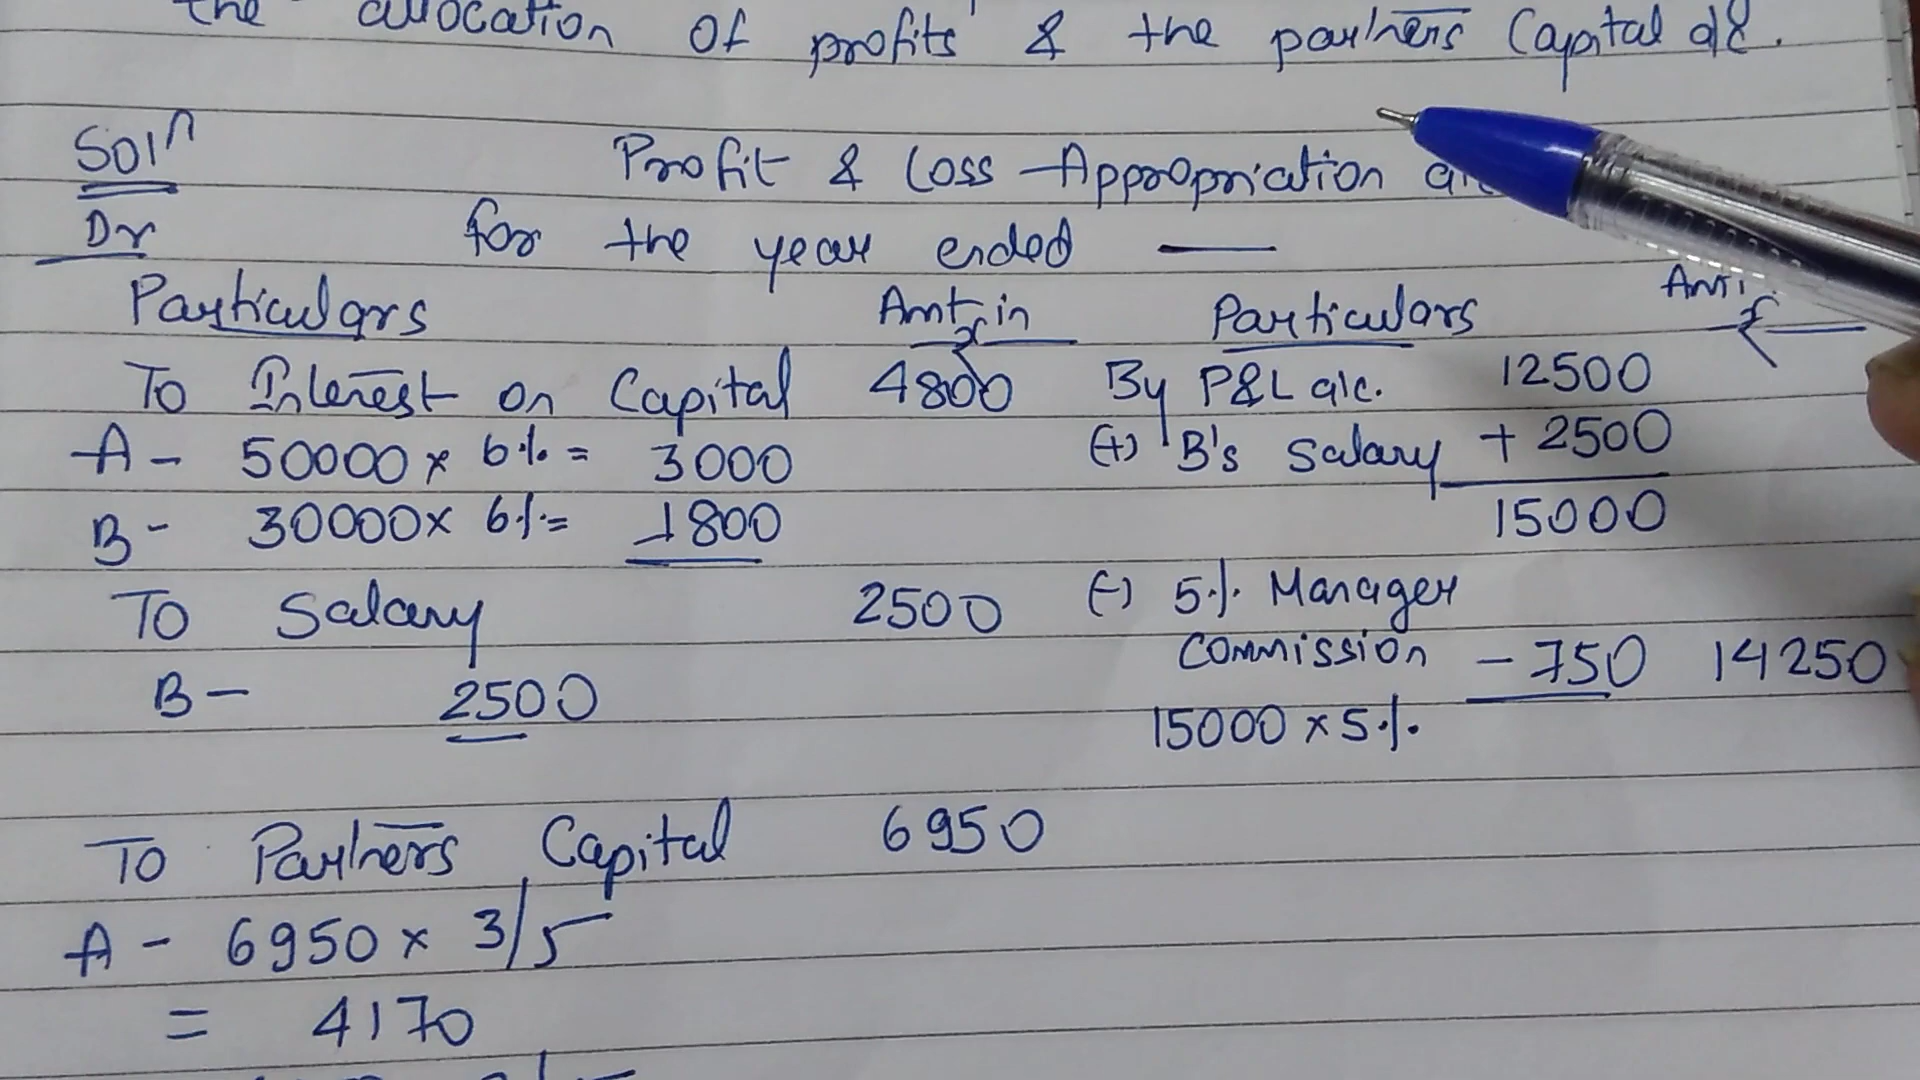 the allocation of profits & the partners Capital a/c.
Soln
Profit & Loss Appropriation
Dr for the year ended —
Particulars Amt in ₹ Particulars Amt ₹
To Interest on Capital 4800 By P&L a/c. 12500
A - 50000 x 6% = 3000 (+) B's Salary + 2500
B - 30000 x 6% = 1800 15000
To Salary 2500 (-) 5% Manager
Commission - 750 14250
B - 2500
15000 x 5%
To Partners Capital 6950
A - 6950 x 3/5
= 4170